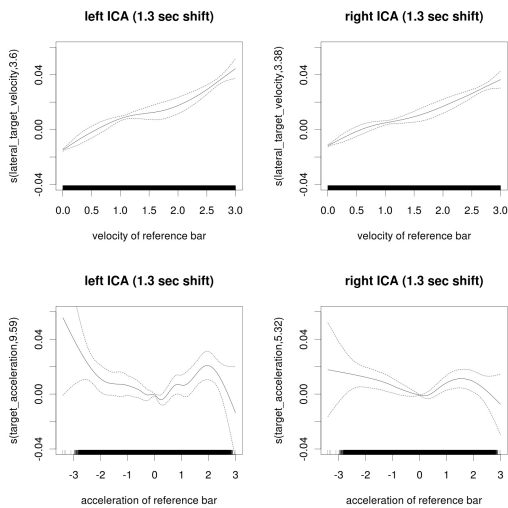 left ICA (1.3 sec shift)
s(lateral_target_velocity,3.6)
0.04
0.00
-0.04
0.0 0.5 1.0 1.5 2.0 2.5 3.0
velocity of reference bar
right ICA (1.3 sec shift)
s(lateral_target_velocity,3.38)
0.04
0.00
-0.04
0.0 0.5 1.0 1.5 2.0 2.5 3.0
velocity of reference bar
left ICA (1.3 sec shift)
s(target_acceleration,9.59)
0.04
0.00
-0.04
-3 -2 -1 0 1 2 3
acceleration of reference bar
right ICA (1.3 sec shift)
s(target_acceleration,5.32)
0.04
0.00
-0.04
-3 -2 -1 0 1 2 3
acceleration of reference bar